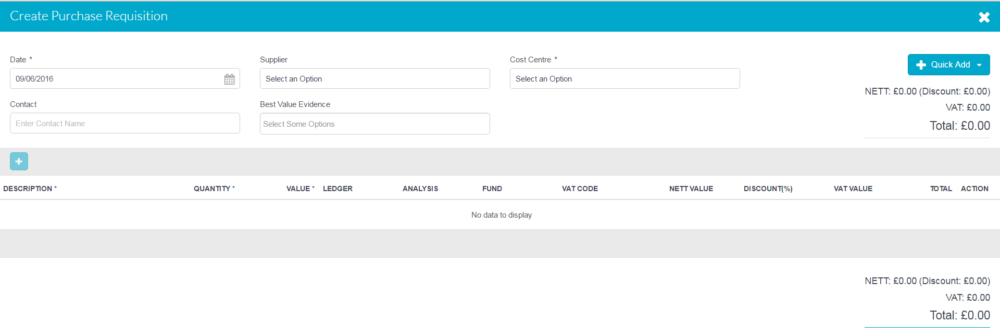 Create Purchase Requisition
Date *
Supplier
Cost Centre *
Quick Add
09/06/2016
Select an Option
Select an Option
NETT: £0.00 (Discount: £0.00)
Contact
Best Value Evidence
VAT: £0.00
Enter Contact Name
Select Some Options
Total: £0.00
DESCRIPTION * QUANTITY * VALUE * LEDGER ANALYSIS FUND VAT CODE NETT VALUE DISCOUNT(%) VAT VALUE TOTAL ACTION
No data to display
NETT: £0.00 (Discount: £0.00)
VAT: £0.00
Total: £0.00